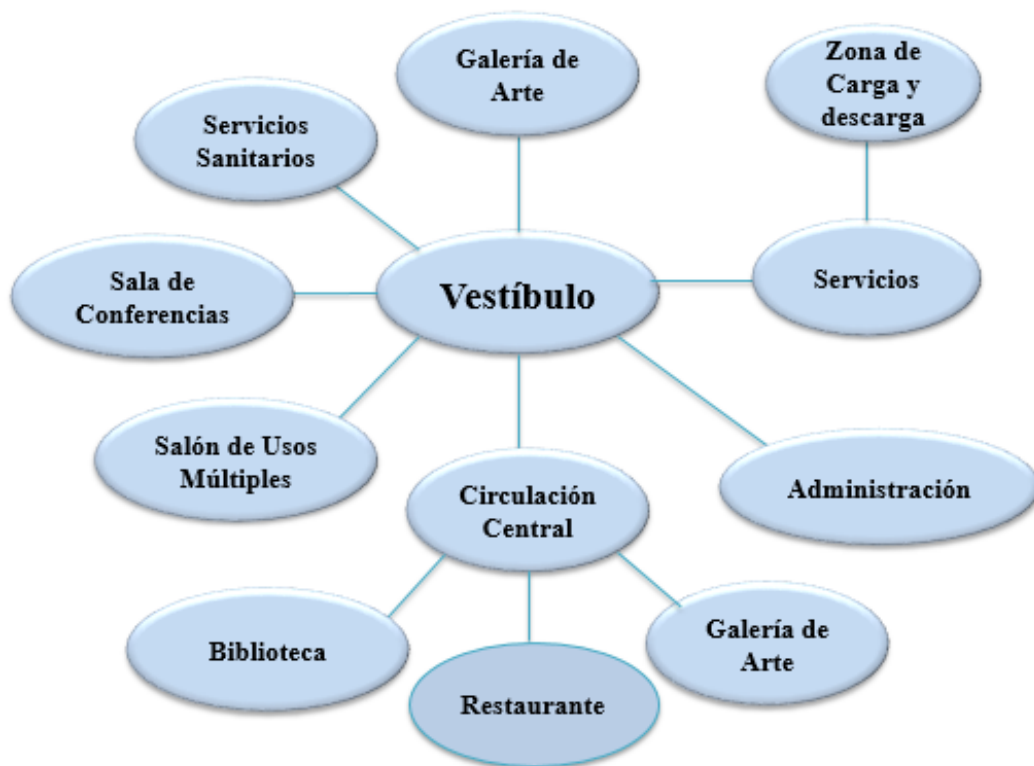 Galería de
Arte
Zona de
Carga y
descarga
Servicios
Sanitarios
Sala de
Conferencias
Vestíbulo
Servicios
Salón de Usos
Múltiples
Circulación
Central
Administración
Biblioteca
Restaurante
Galería de
Arte